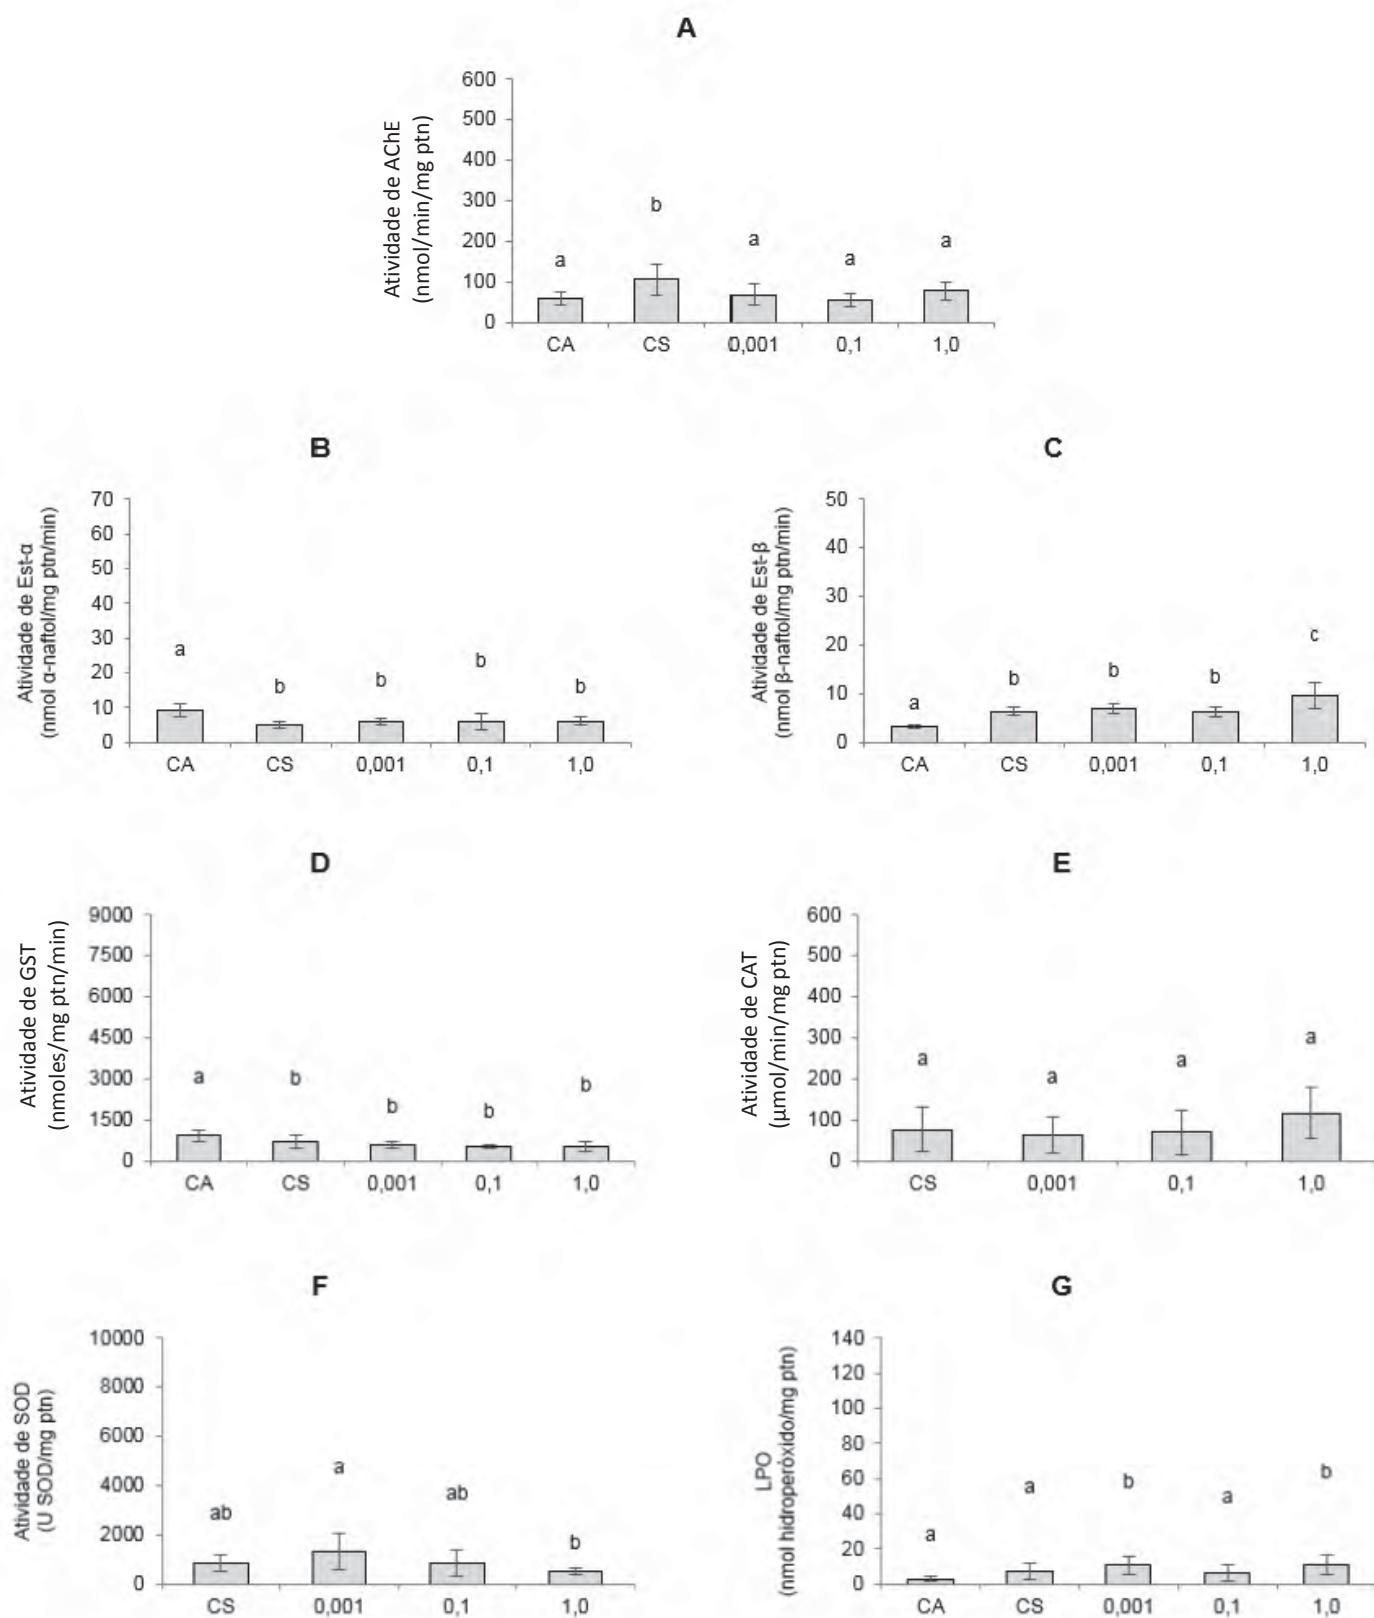 A
Atividade de AChE
(nmol/min/mg ptn)
600
500
400
300
200
100
0
a
b
a
a
a
CA
CS
0,001
0,1
1,0
B
Atividade de Est-α
(nmol α-naftol/mg ptn/min)
70
60
50
40
30
20
10
0
a
b
b
b
b
CA
CS
0,001
0,1
1,0
C
Atividade de Est-β
(nmol β-naftol/mg ptn/min)
50
40
30
20
10
0
a
b
b
b
c
CA
CS
0,001
0,1
1,0
D
Atividade de GST
(nmoles/mg ptn/min)
9000
7500
6000
4500
3000
1500
0
a
b
b
b
b
CA
CS
0,001
0,1
1,0
E
Atividade de CAT
(µmol/min/mg ptn)
600
500
400
300
200
100
0
a
a
a
a
CS
0,001
0,1
1,0
F
Atividade de SOD
(U SOD/mg ptn)
10000
8000
6000
4000
2000
0
ab
a
ab
b
CS
0,001
0,1
1,0
G
LPO
(nmol hidroperóxido/mg ptn)
140
120
100
80
60
40
20
0
a
a
b
a
b
CA
CS
0,001
0,1
1,0